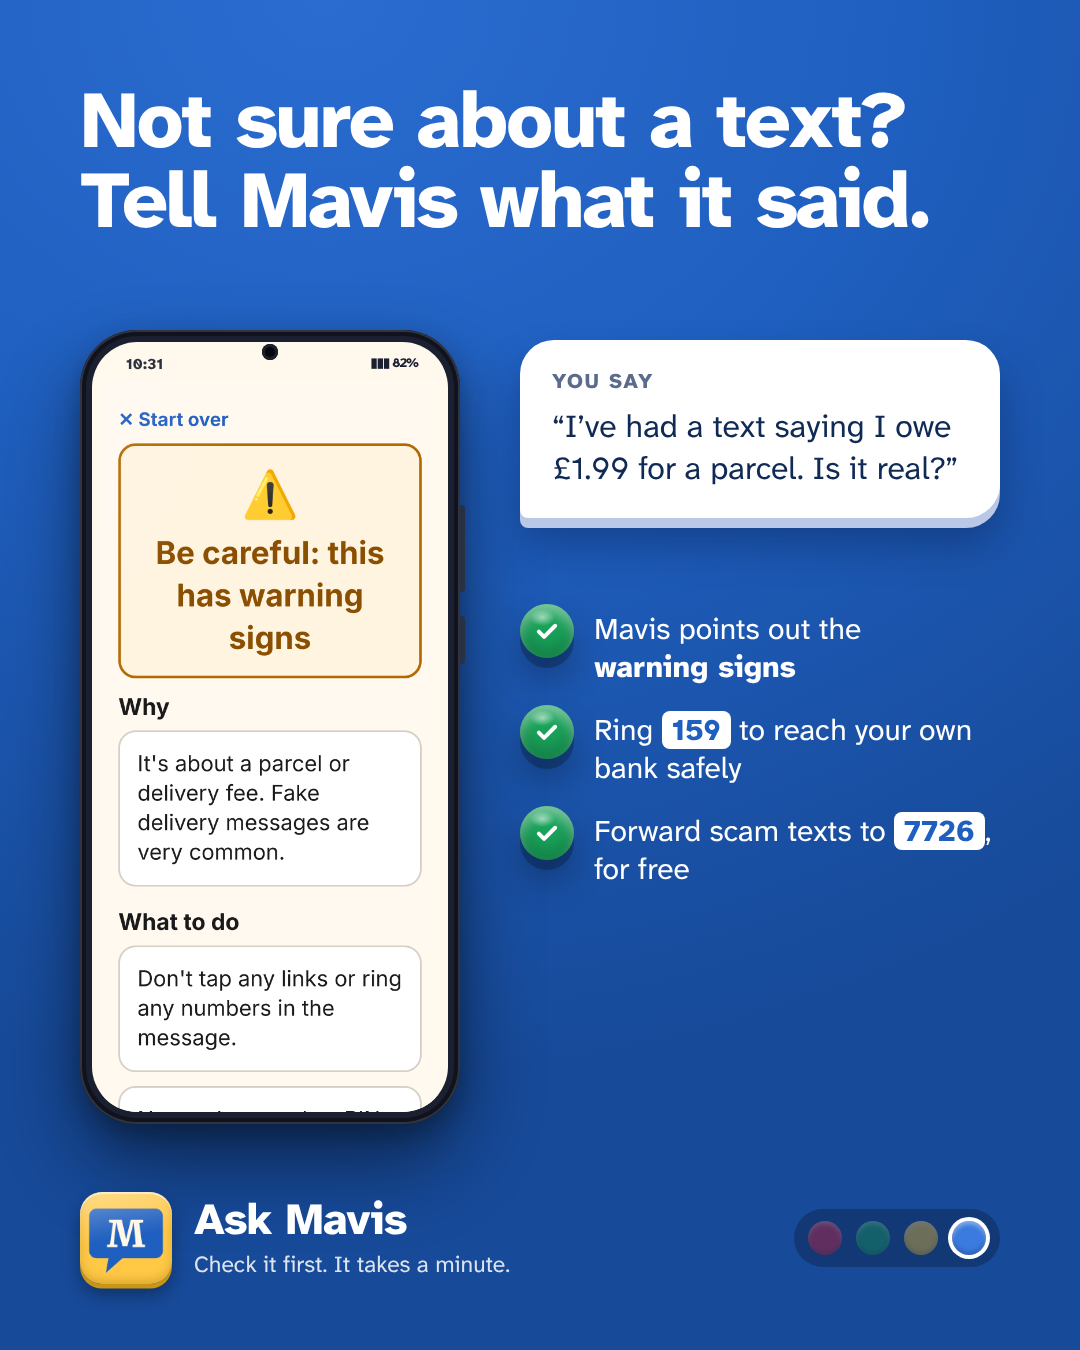 Not sure about a text?
Tell Mavis what it said.
10:31
82%
✕ Start over
Be careful: this
has warning
signs
Why
It's about a parcel or
delivery fee. Fake
delivery messages are
very common.
What to do
Don't tap any links or ring
any numbers in the
message.
YOU SAY
“I’ve had a text saying I owe
£1.99 for a parcel. Is it real?”
Mavis points out the
warning signs
Ring 159 to reach your own
bank safely
Forward scam texts to 7726,
for free
M
Ask Mavis
Check it first. It takes a minute.